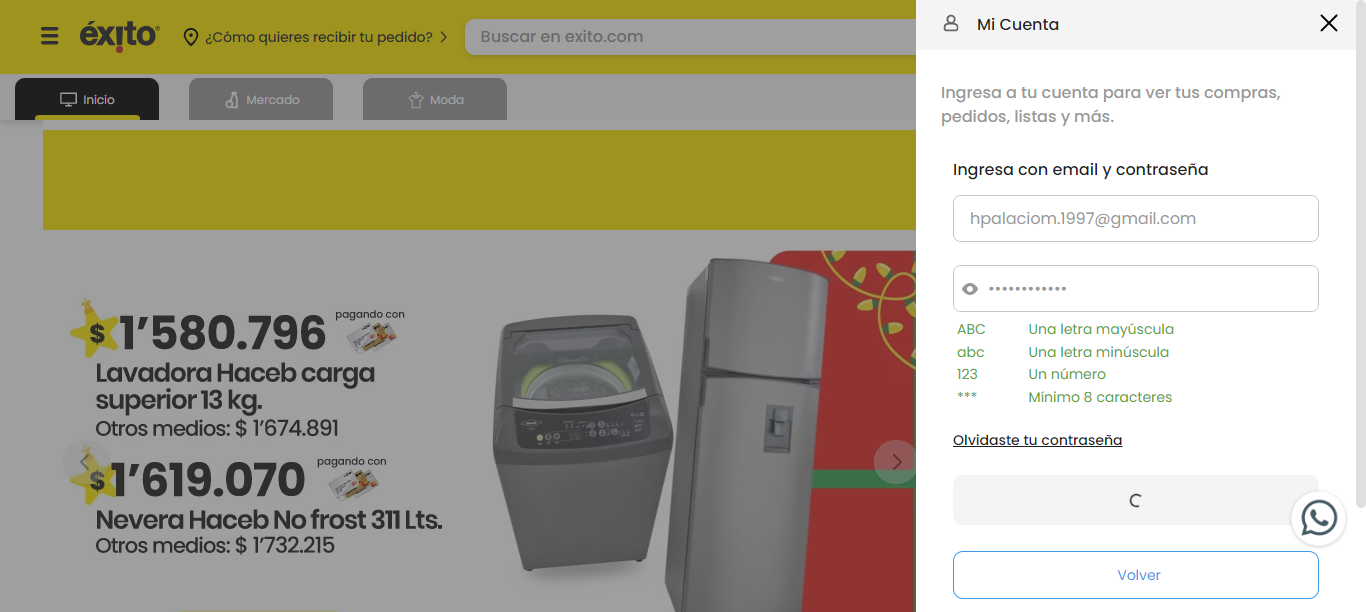 éxito
¿Cómo quieres recibir tu pedido?
Buscar en exito.com
Inicio
Mercado
Moda
$1’580.796
pagando con
Lavadora Haceb carga
superior 13 kg.
Otros medios: $ 1’674.891
$1’619.070
pagando con
Nevera Haceb No frost 311 Lts.
Otros medios: $ 1’732.215
Mi Cuenta
Ingresa a tu cuenta para ver tus compras,
pedidos, listas y más.
Ingresa con email y contraseña
hpalaciom.1997@gmail.com
••••••••••••
ABC Una letra mayúscula
abc Una letra minúscula
123 Un número
*** Mínimo 8 caracteres
Olvidaste tu contraseña
Volver